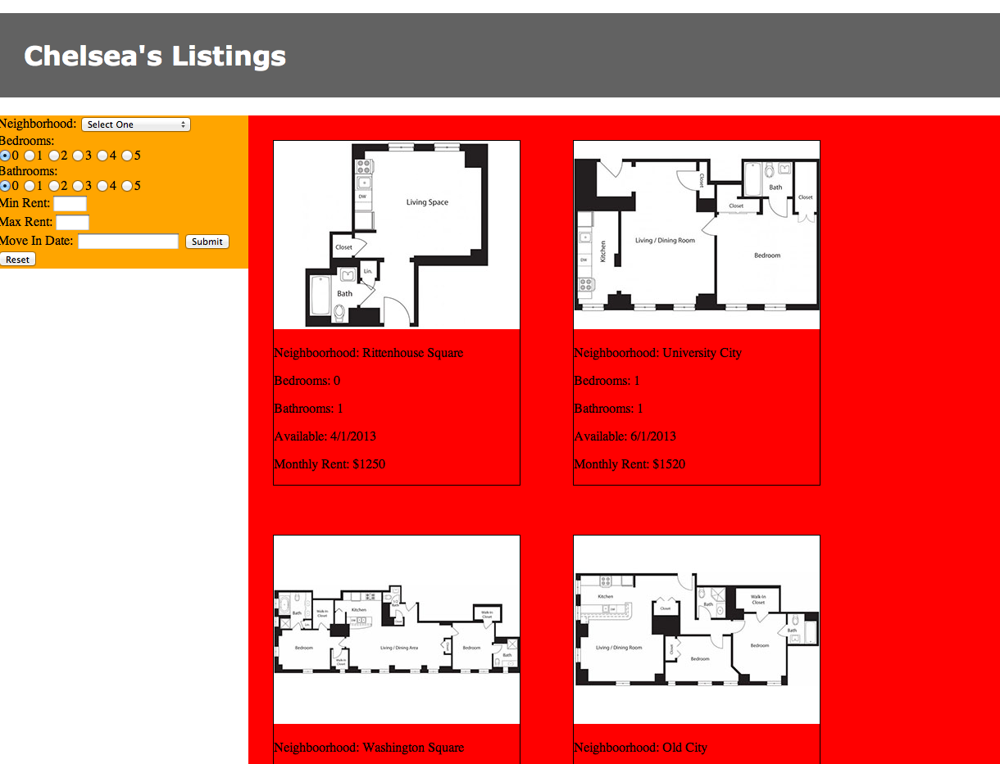 Chelsea's Listings
Neighborhood: Select One
Bedrooms:
0 1 2 3 4 5
Bathrooms:
0 1 2 3 4 5
Min Rent:
Max Rent:
Move In Date: Submit
Reset
Living Space
DW
Closet
Lin.
Bath
Neighboorhood: Rittenhouse Square
Bedrooms: 0
Bathrooms: 1
Available: 4/1/2013
Monthly Rent: $1250
Closet
Bath
Closet
Closet
Living / Dining Room
Kitchen
DW
Bedroom
Neighboorhood: University City
Bedrooms: 1
Bathrooms: 1
Available: 6/1/2013
Monthly Rent: $1520
Bath
Walk-In
Closet
Lin.
Kitchen
DW
1/2
Bath
Closet
Walk-In
Closet
Bedroom
Walk-In
Closet
Living / Dining Area
Closet
Bedroom
Bath
Neighboorhood: Washington Square
Kitchen
DW
Closet
Bath
Walk-In
Closet
Bath
Living / Dining Room
Closet
Bedroom
Bedroom
Neighboorhood: Old City